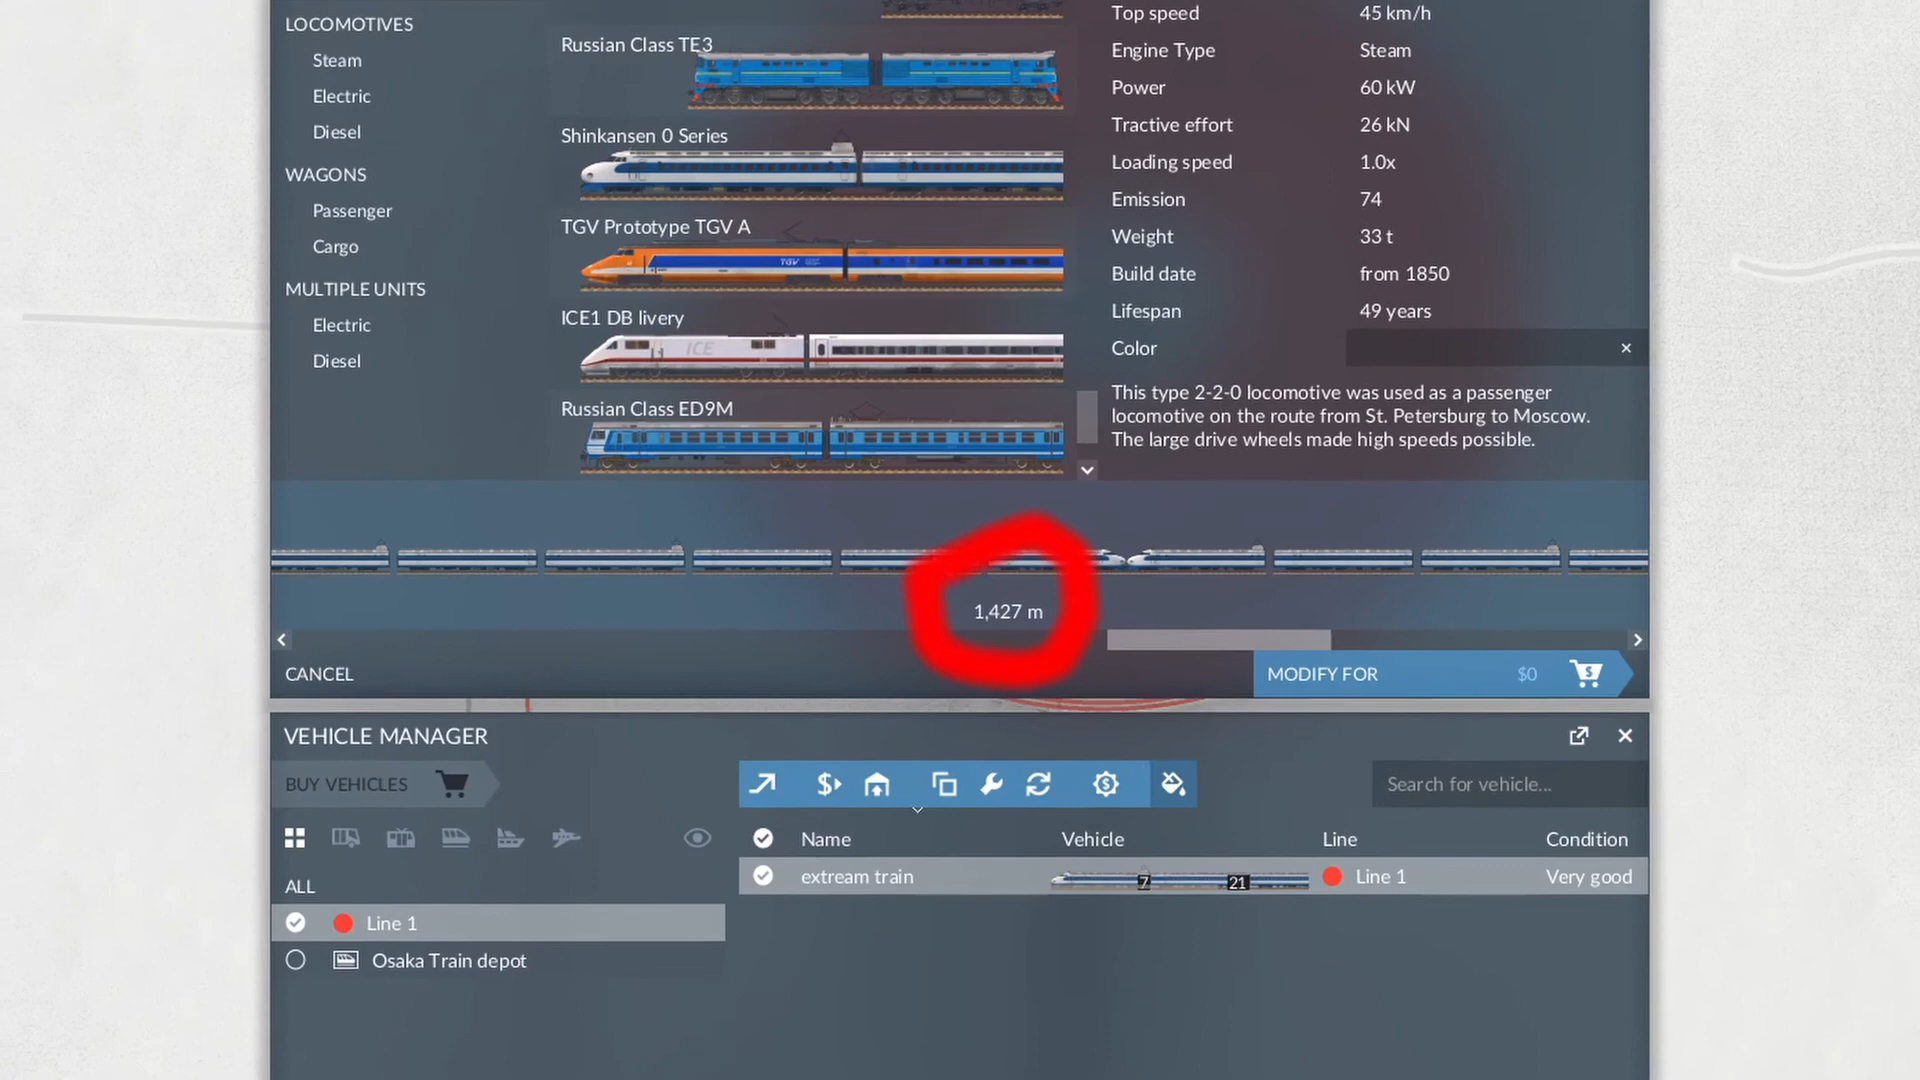 LOCOMOTIVES
Steam
Electric
Diesel
WAGONS
Passenger
Cargo
MULTIPLE UNITS
Electric
Diesel
Russian Class TE3
Shinkansen 0 Series
TGV Prototype TGV A
TGV
ICE1 DB livery
ICE
Russian Class ED9M
Top speed 45 km/h
Engine Type Steam
Power 60 kW
Tractive effort 26 kN
Loading speed 1.0x
Emission 74
Weight 33 t
Build date from 1850
Lifespan 49 years
Color
This type 2-2-0 locomotive was used as a passenger
locomotive on the route from St. Petersburg to Moscow.
The large drive wheels made high speeds possible.
1,427 m
CANCEL
MODIFY FOR $0
VEHICLE MANAGER
BUY VEHICLES
Search for vehicle...
Name Vehicle Line Condition
extream train 7 21 Line 1 Very good
ALL
Line 1
Osaka Train depot